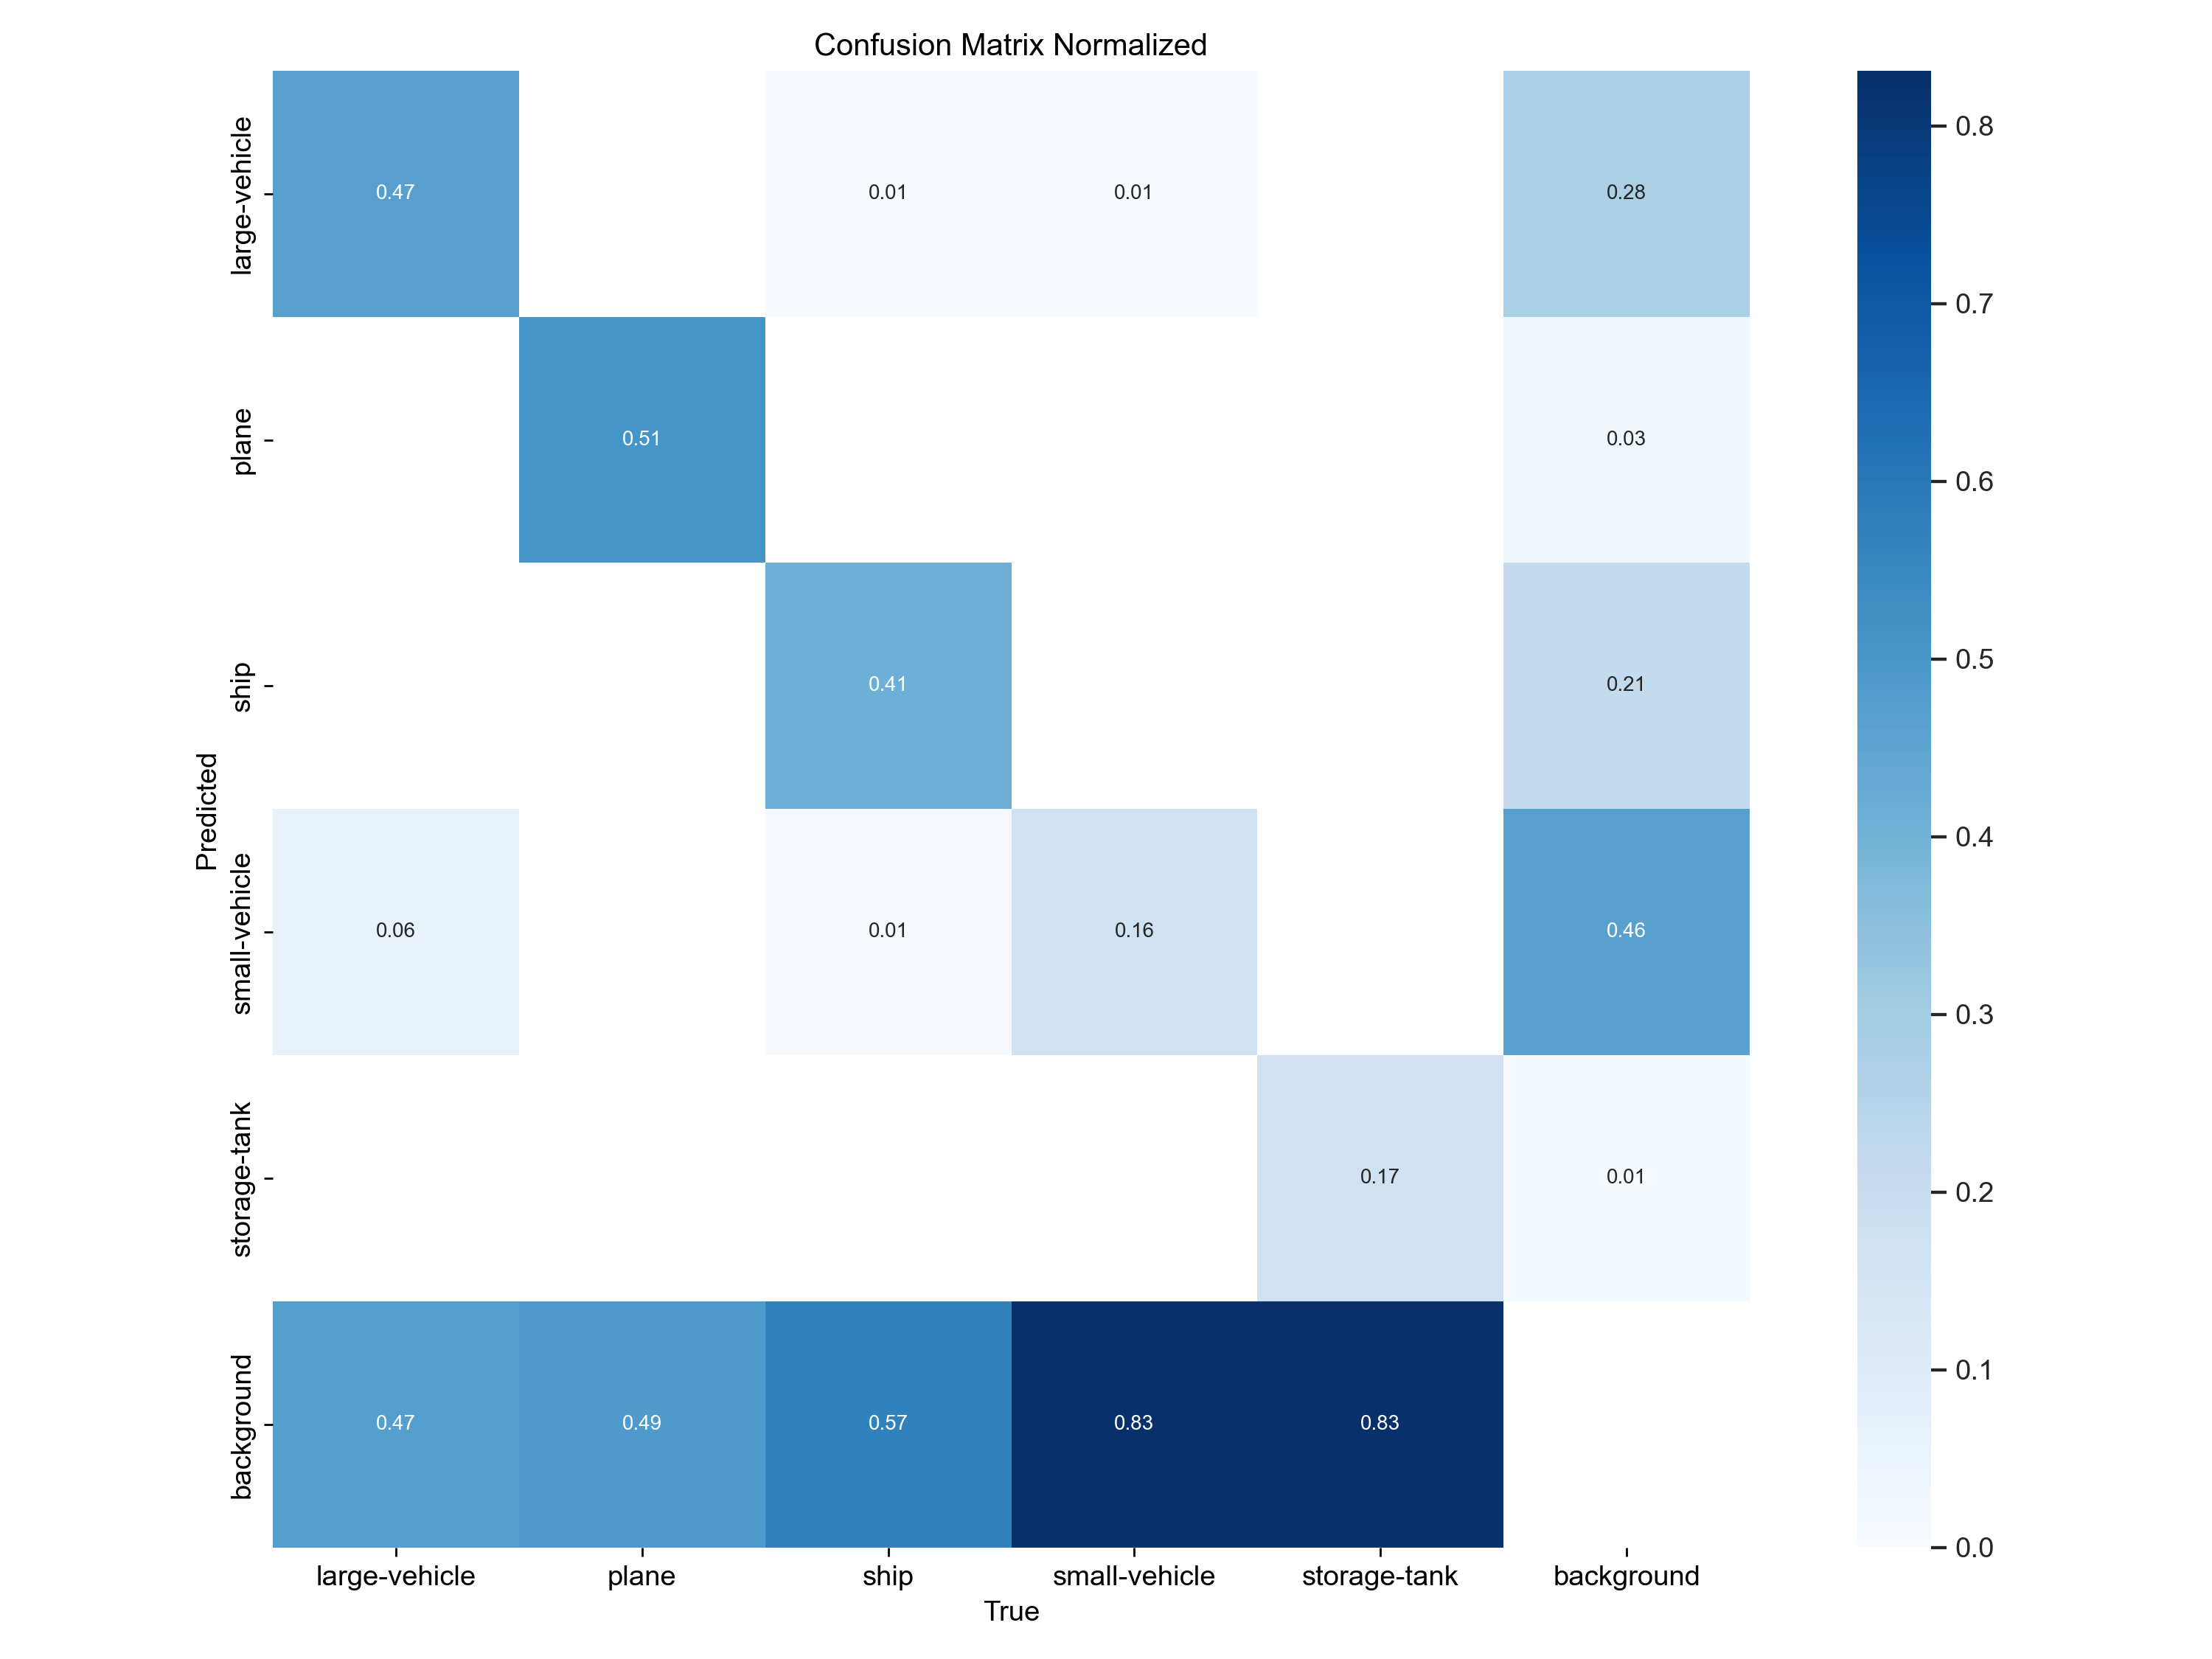 Confusion Matrix Normalized
large-vehicle
0.47
0.01
0.01
0.28
plane
0.51
0.03
ship
0.41
0.21
small-vehicle
0.06
0.01
0.16
0.46
storage-tank
0.17
0.01
background
0.47
0.49
0.57
0.83
0.83
Predicted
large-vehicle
plane
ship
small-vehicle
storage-tank
background
True
0.8
0.7
0.6
0.5
0.4
0.3
0.2
0.1
0.0